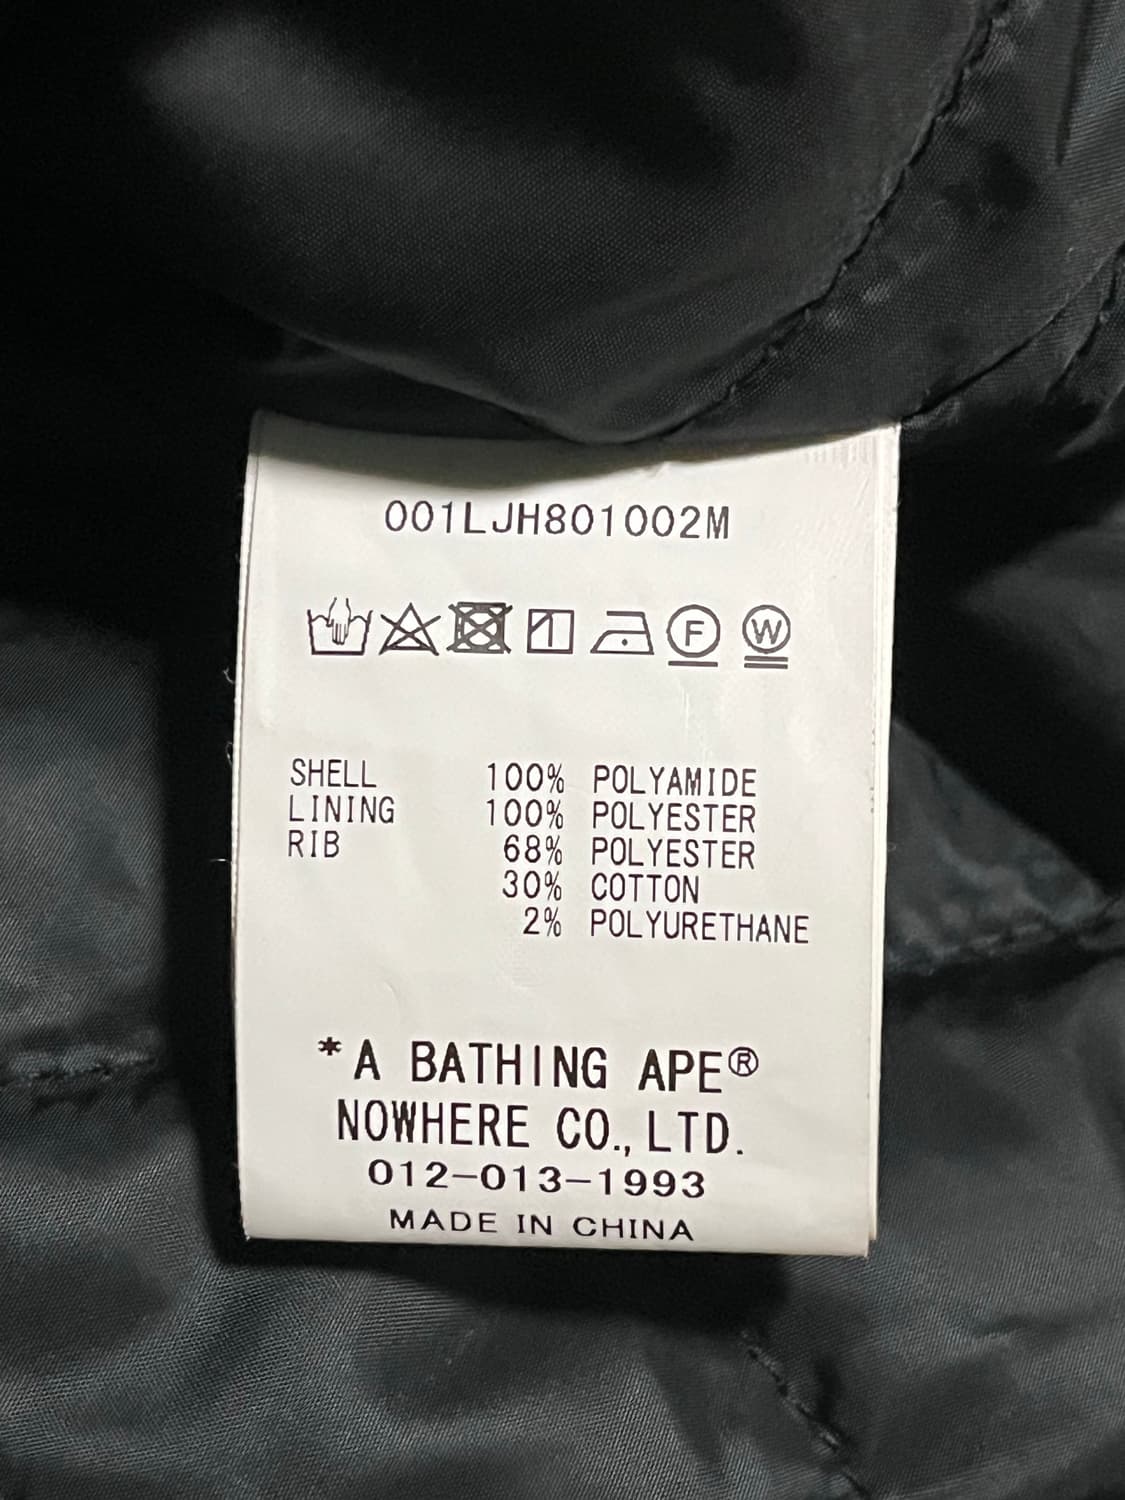 001LJH801002M
F W
SHELL 100% POLYAMIDE
LINING 100% POLYESTER
RIB 68% POLYESTER
30% COTTON
2% POLYURETHANE
*A BATHING APE®
NOWHERE CO., LTD.
012-013-1993
MADE IN CHINA